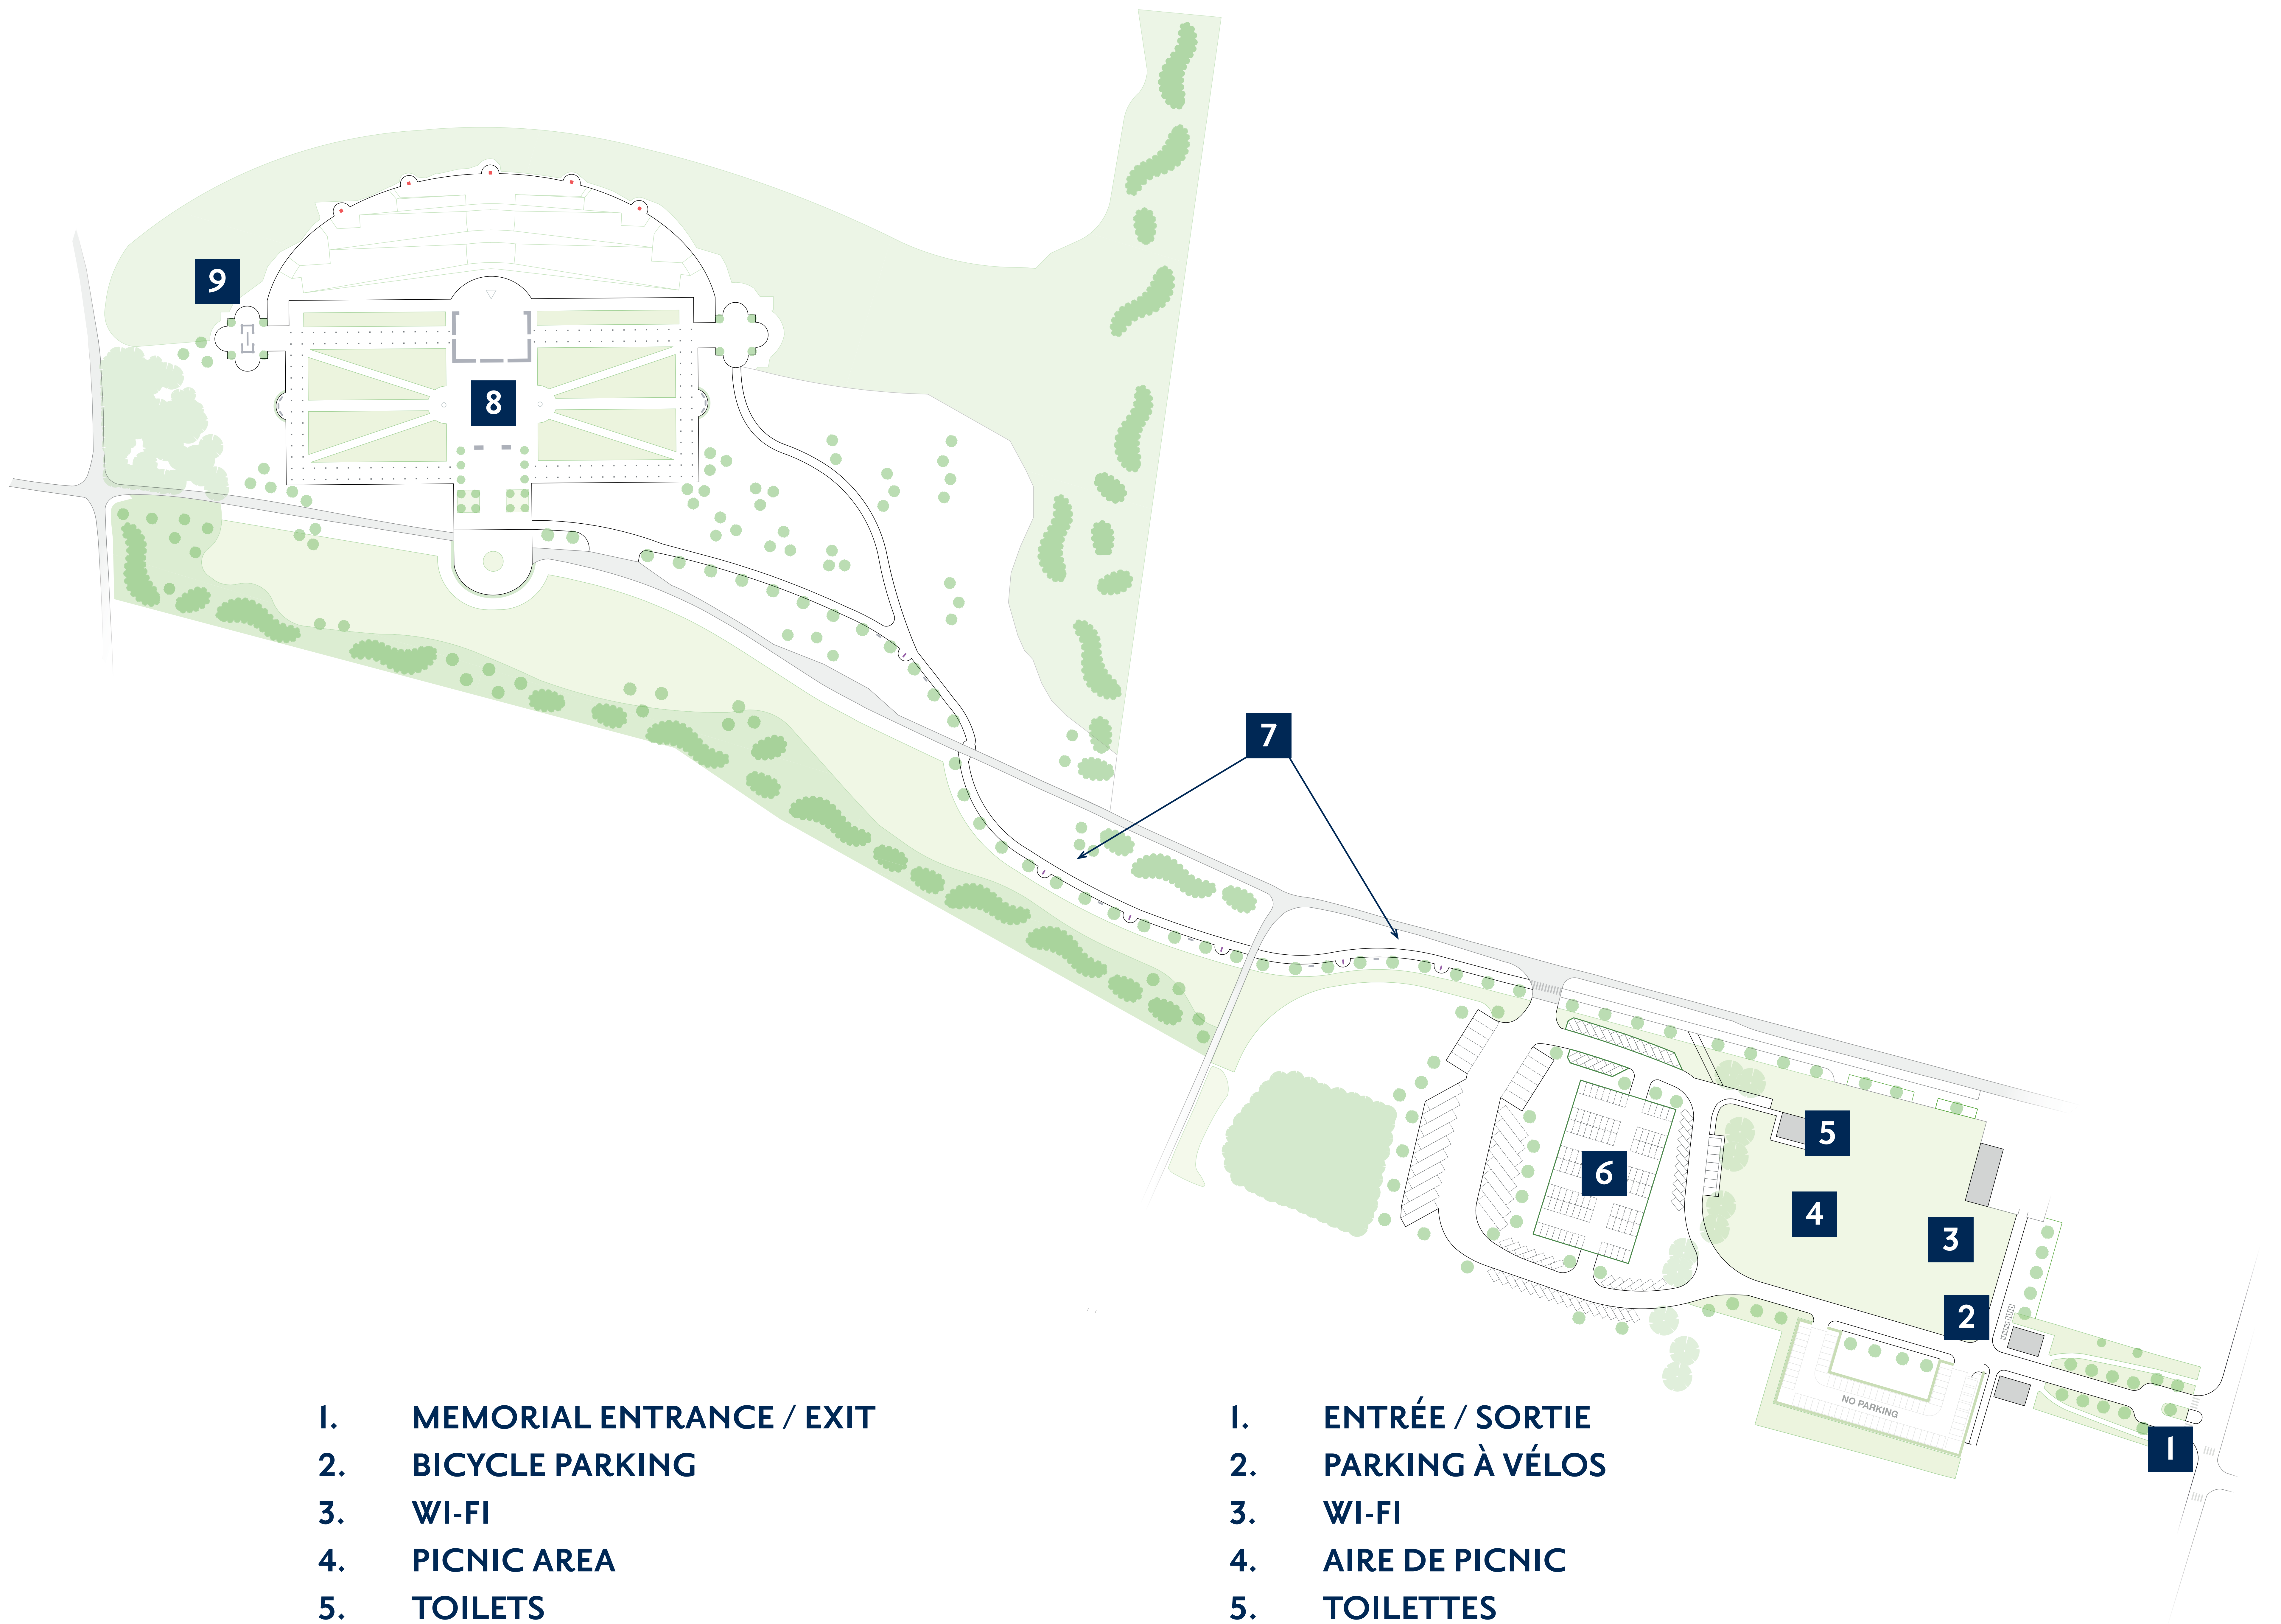 9
8
7
5
6
4
3
2
NO PARKING
1
1. MEMORIAL ENTRANCE / EXIT
2. BICYCLE PARKING
3. WI-FI
4. PICNIC AREA
5. TOILETS
1. ENTRÉE / SORTIE
2. PARKING À VÉLOS
3. WI-FI
4. AIRE DE PICNIC
5. TOILETTES